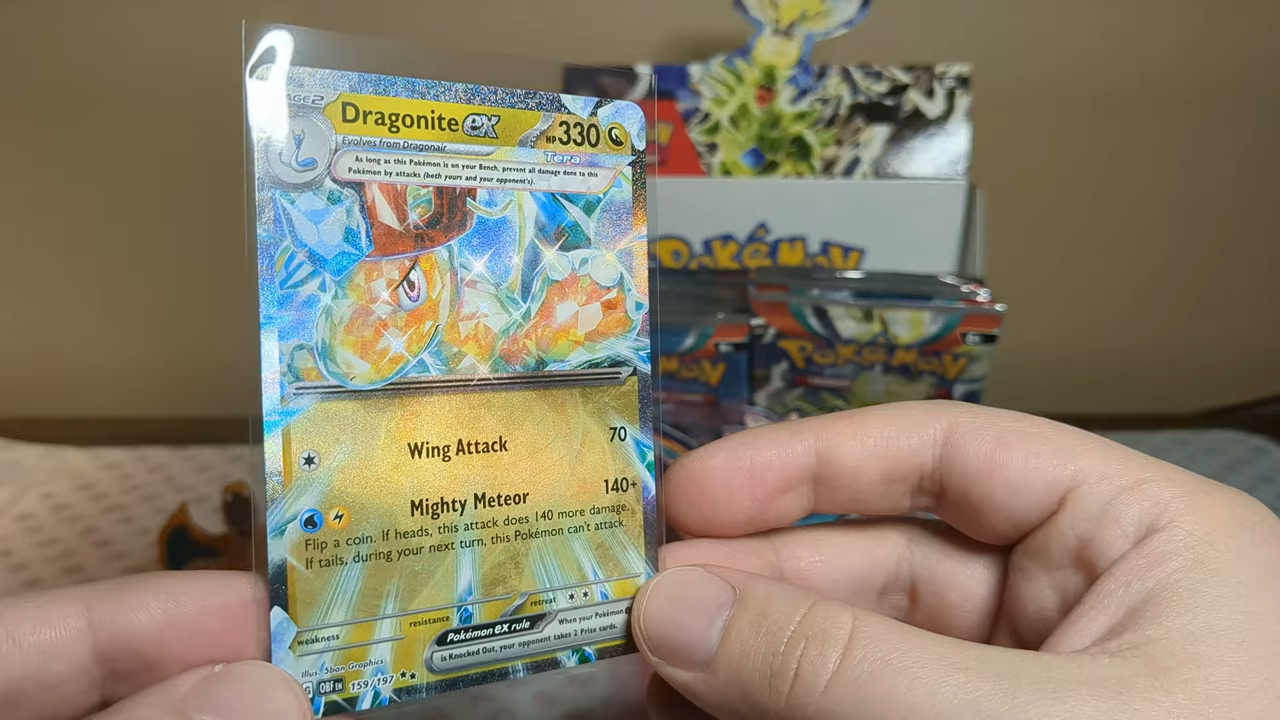 AGE2
Dragonite ex
HP 330
Evolves from Dragonair
Tera
As long as this Pokémon is on your Bench, prevent all damage done to this
Pokémon by attacks (both yours and your opponent's).
Wing Attack 70
Mighty Meteor 140+
Flip a coin. If heads, this attack does 140 more damage.
If tails, during your next turn, this Pokémon can't attack.
weakness resistance retreat
Pokémon ex rule
When your Pokémon
is Knocked Out, your opponent takes 2 Prize cards.
Illus. 5ban Graphics
G OBF EN 159/197
POKÉMON
POKÉMON